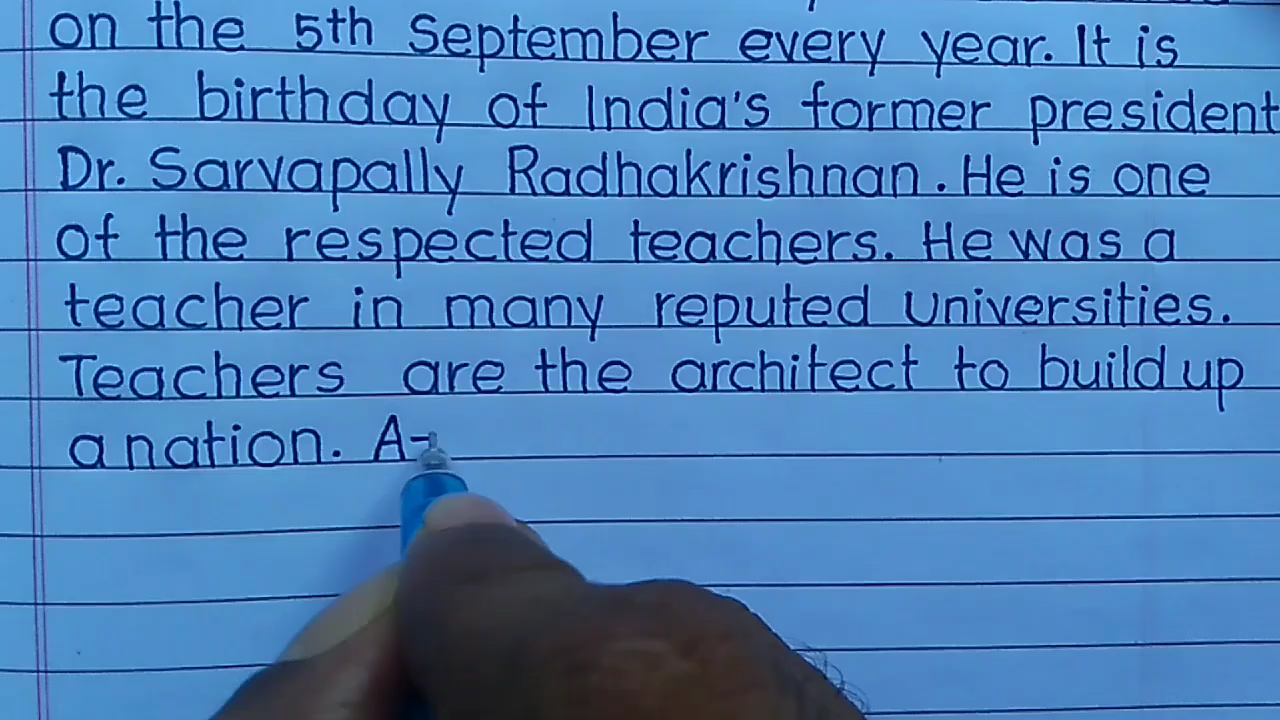 on the 5th September every year. It is
the birthday of India's former president
Dr. Sarvapally Radhakrishnan. He is one
of the respected teachers. He was a
teacher in many reputed universities.
Teachers are the architect to build up
a nation. A